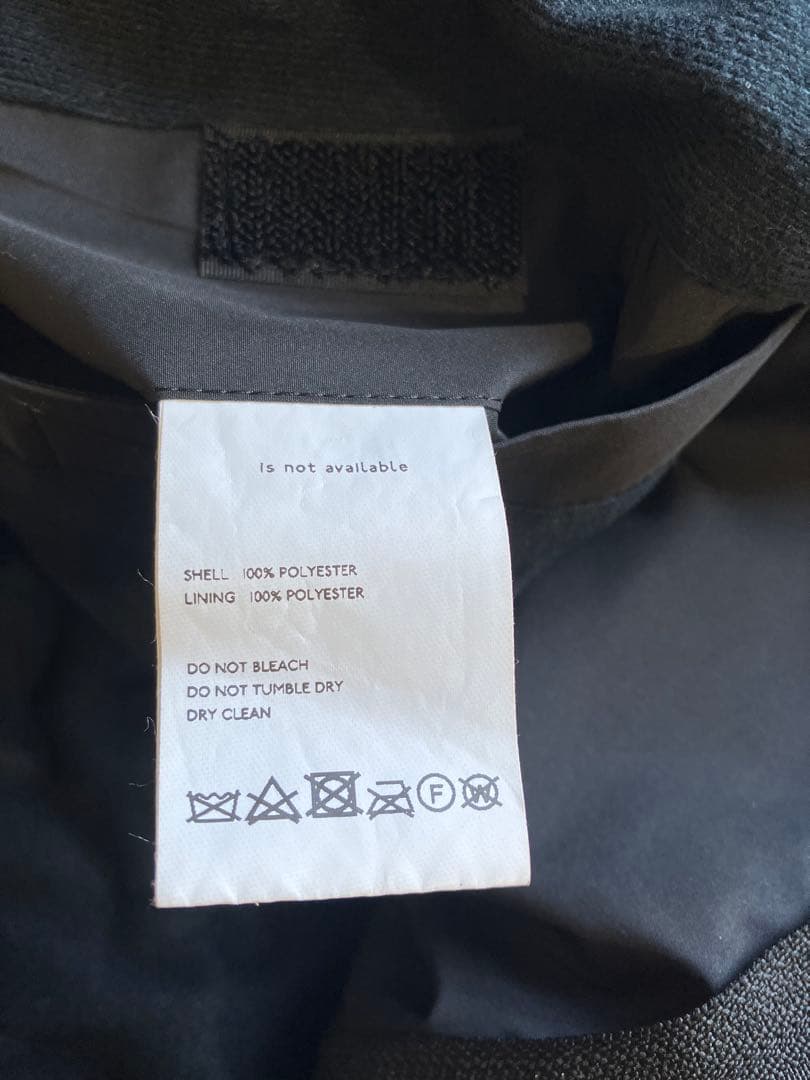 is not available
SHELL 100% POLYESTER
LINING 100% POLYESTER
DO NOT BLEACH
DO NOT TUMBLE DRY
DRY CLEAN
F W